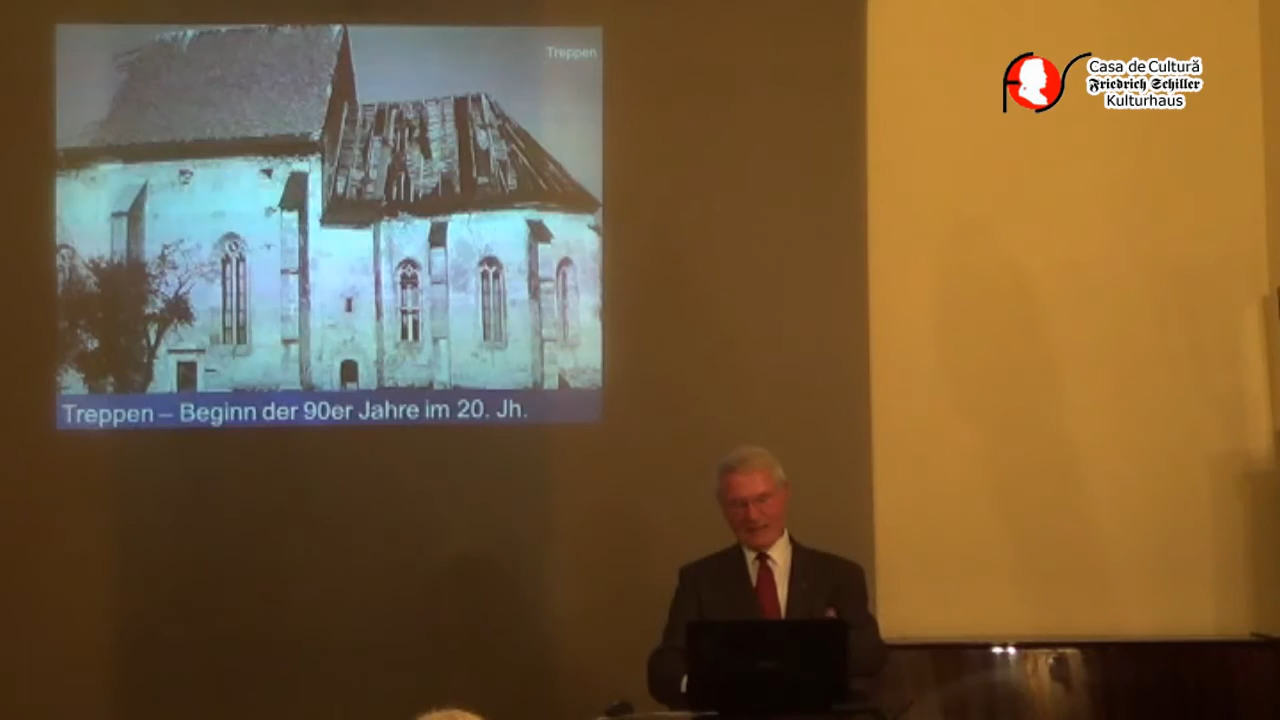 Treppen
Treppen – Beginn der 90er Jahre im 20. Jh.
Casa de Cultură
Friedrich Schiller
Kulturhaus